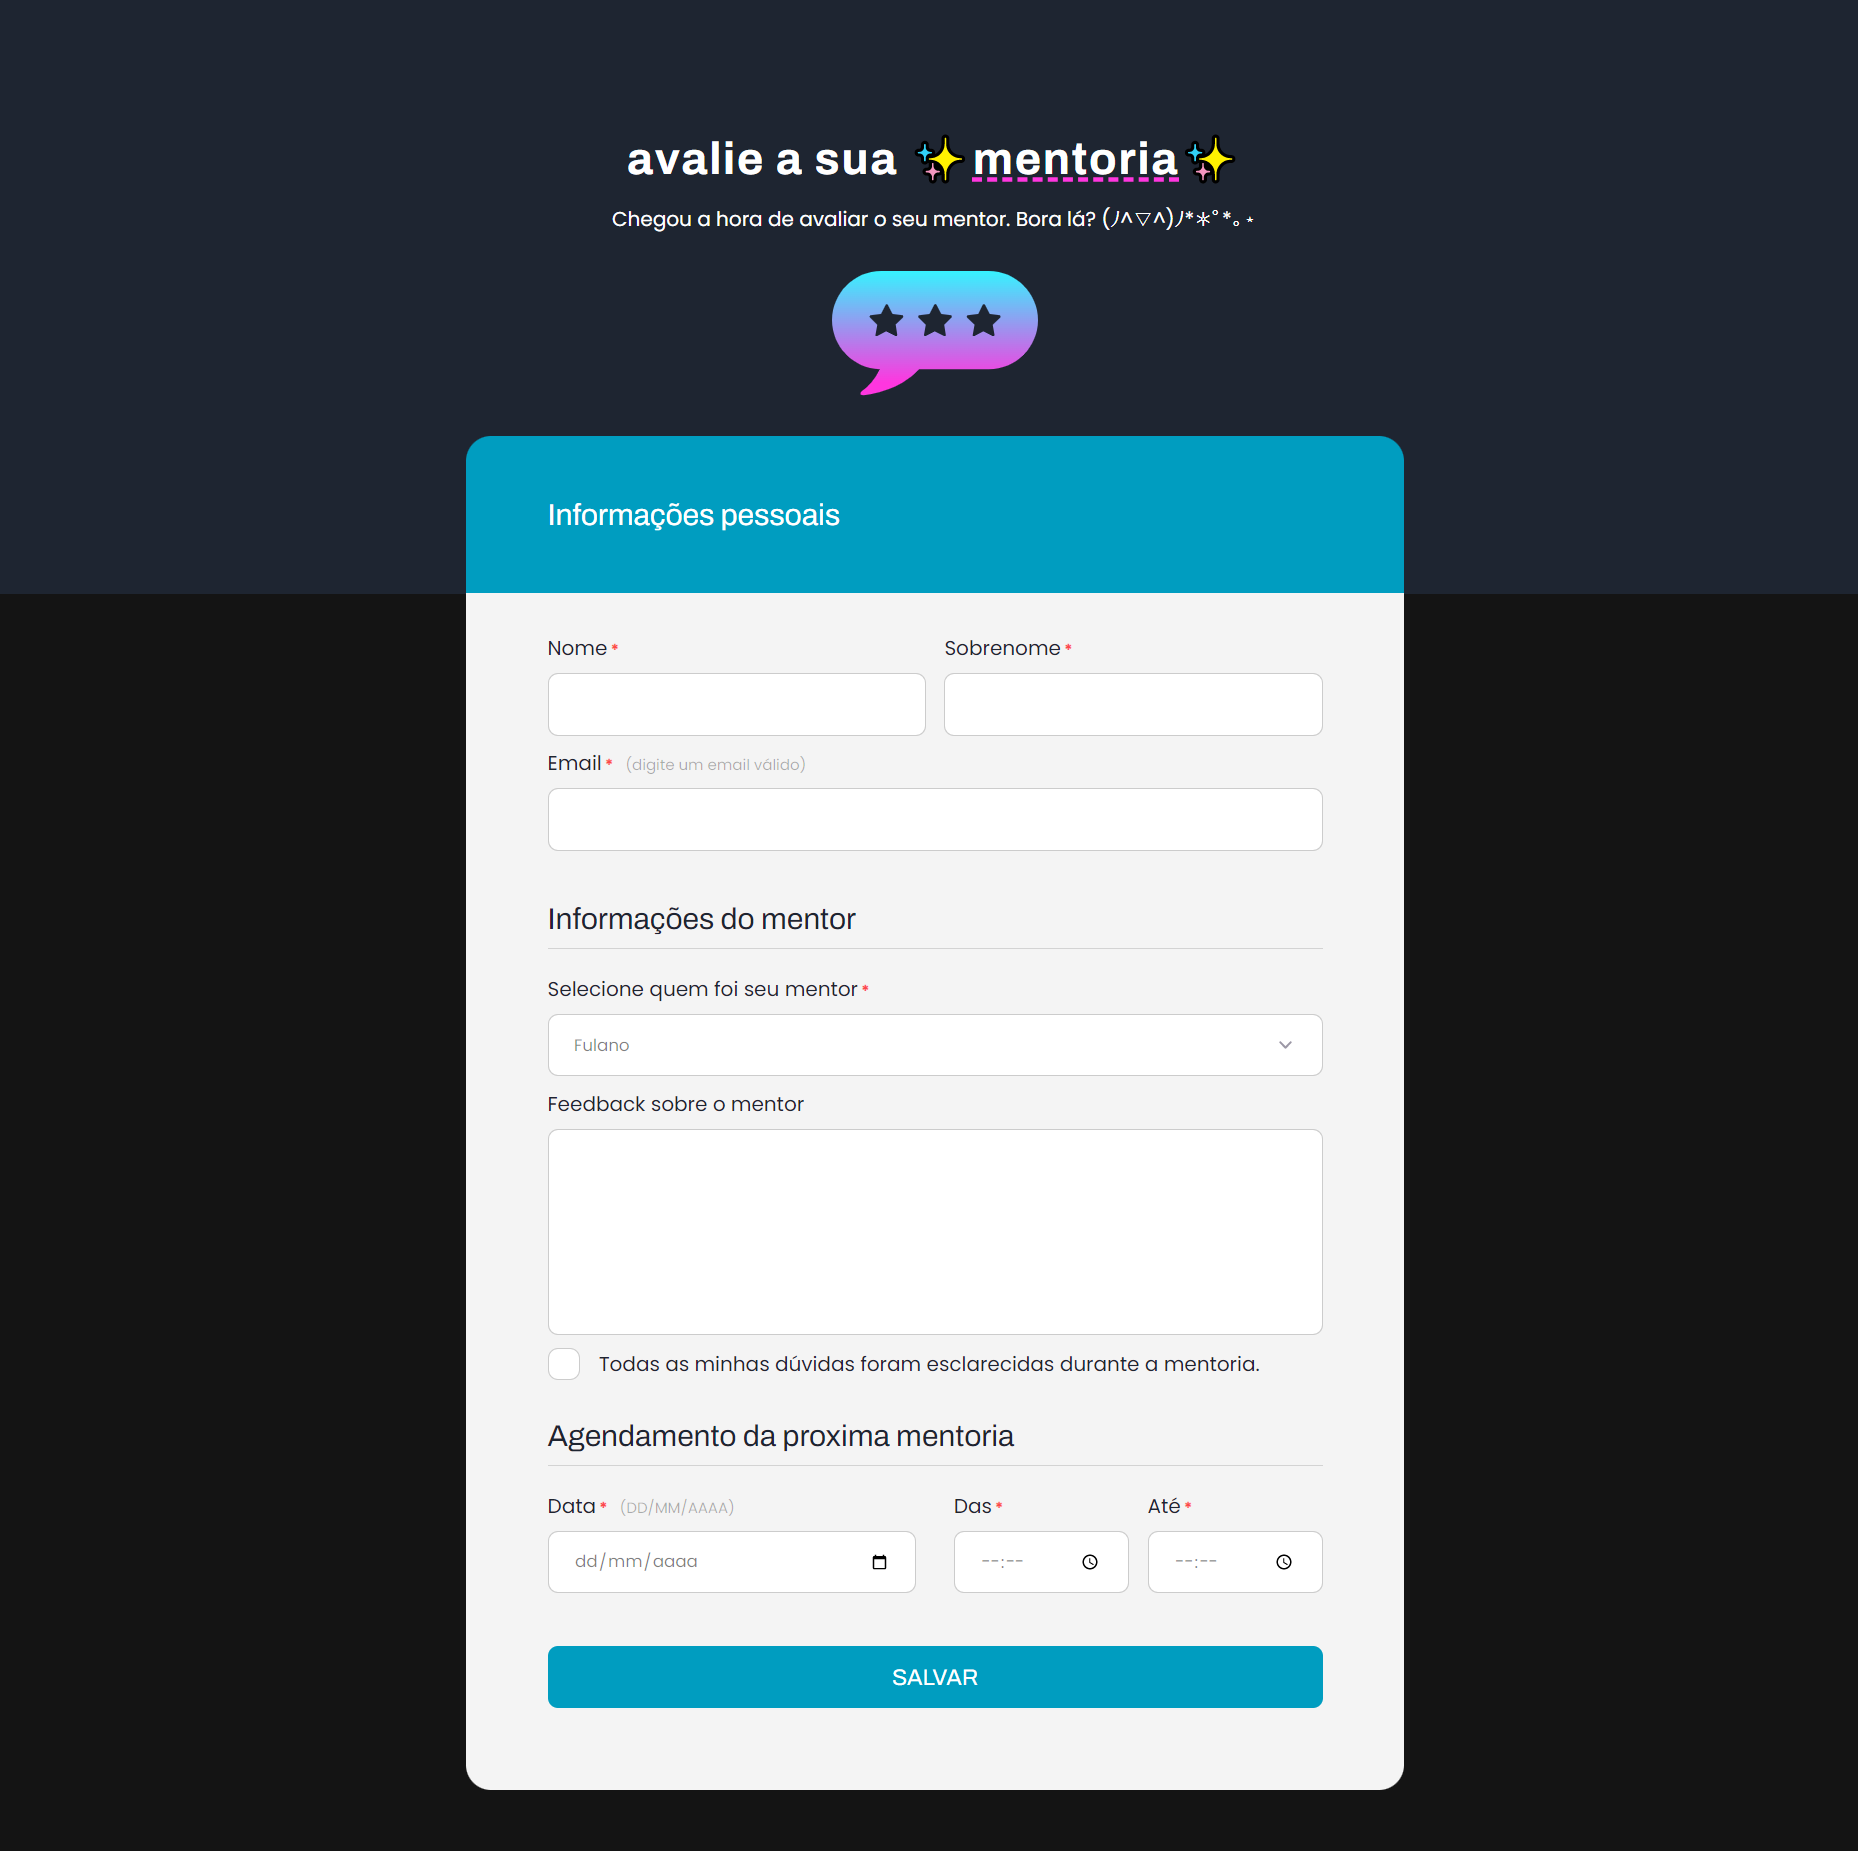 avalie a sua ✨mentoria✨
Chegou a hora de avaliar o seu mentor. Bora lá? (ﾉ^▽^)ﾉ*＊ﾟ*｡⋆
Informações pessoais
Nome* Sobrenome*
Email* (digite um email válido)
Informações do mentor
Selecione quem foi seu mentor*
Fulano
Feedback sobre o mentor
Todas as minhas dúvidas foram esclarecidas durante a mentoria.
Agendamento da proxima mentoria
Data* (DD/MM/AAAA) Das* Até*
dd/mm/aaaa --:-- --:--
SALVAR